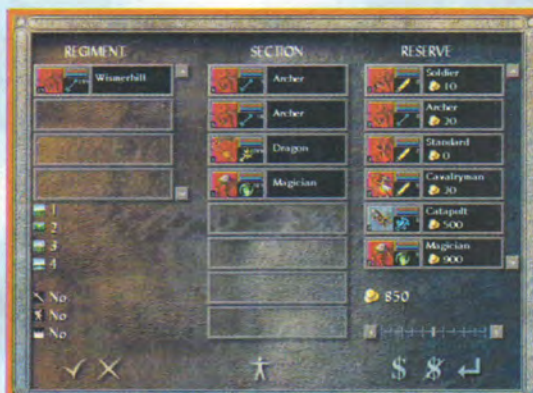 REGIMENT
Wismerhill
1
2
3
4
No
No
No
SECTION
Archer
Archer
Dragon
Magician
RESERVE
Soldier
10
Archer
20
Standard
0
Cavalryman
Catapult
500
Magician
900
850
$ $